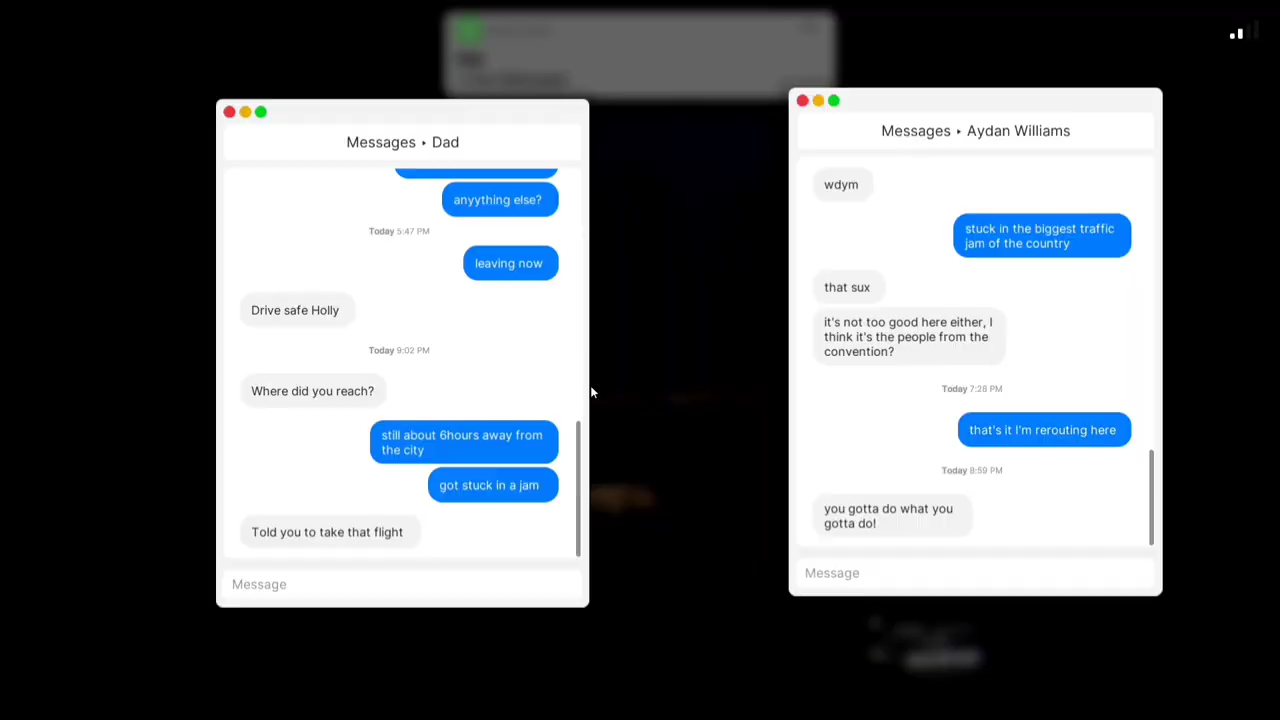 Messages ‣ Dad
anyything else?
Today 5:47 PM
leaving now
Drive safe Holly
Today 9:02 PM
Where did you reach?
still about 6hours away from
the city
got stuck in a jam
Told you to take that flight
Message
Messages ‣ Aydan Williams
wdym
stuck in the biggest traffic
jam of the country
that sux
it's not too good here either, I
think it's the people from the
convention?
Today 7:28 PM
that's it I'm rerouting here
Today 8:59 PM
you gotta do what you
gotta do!
Message